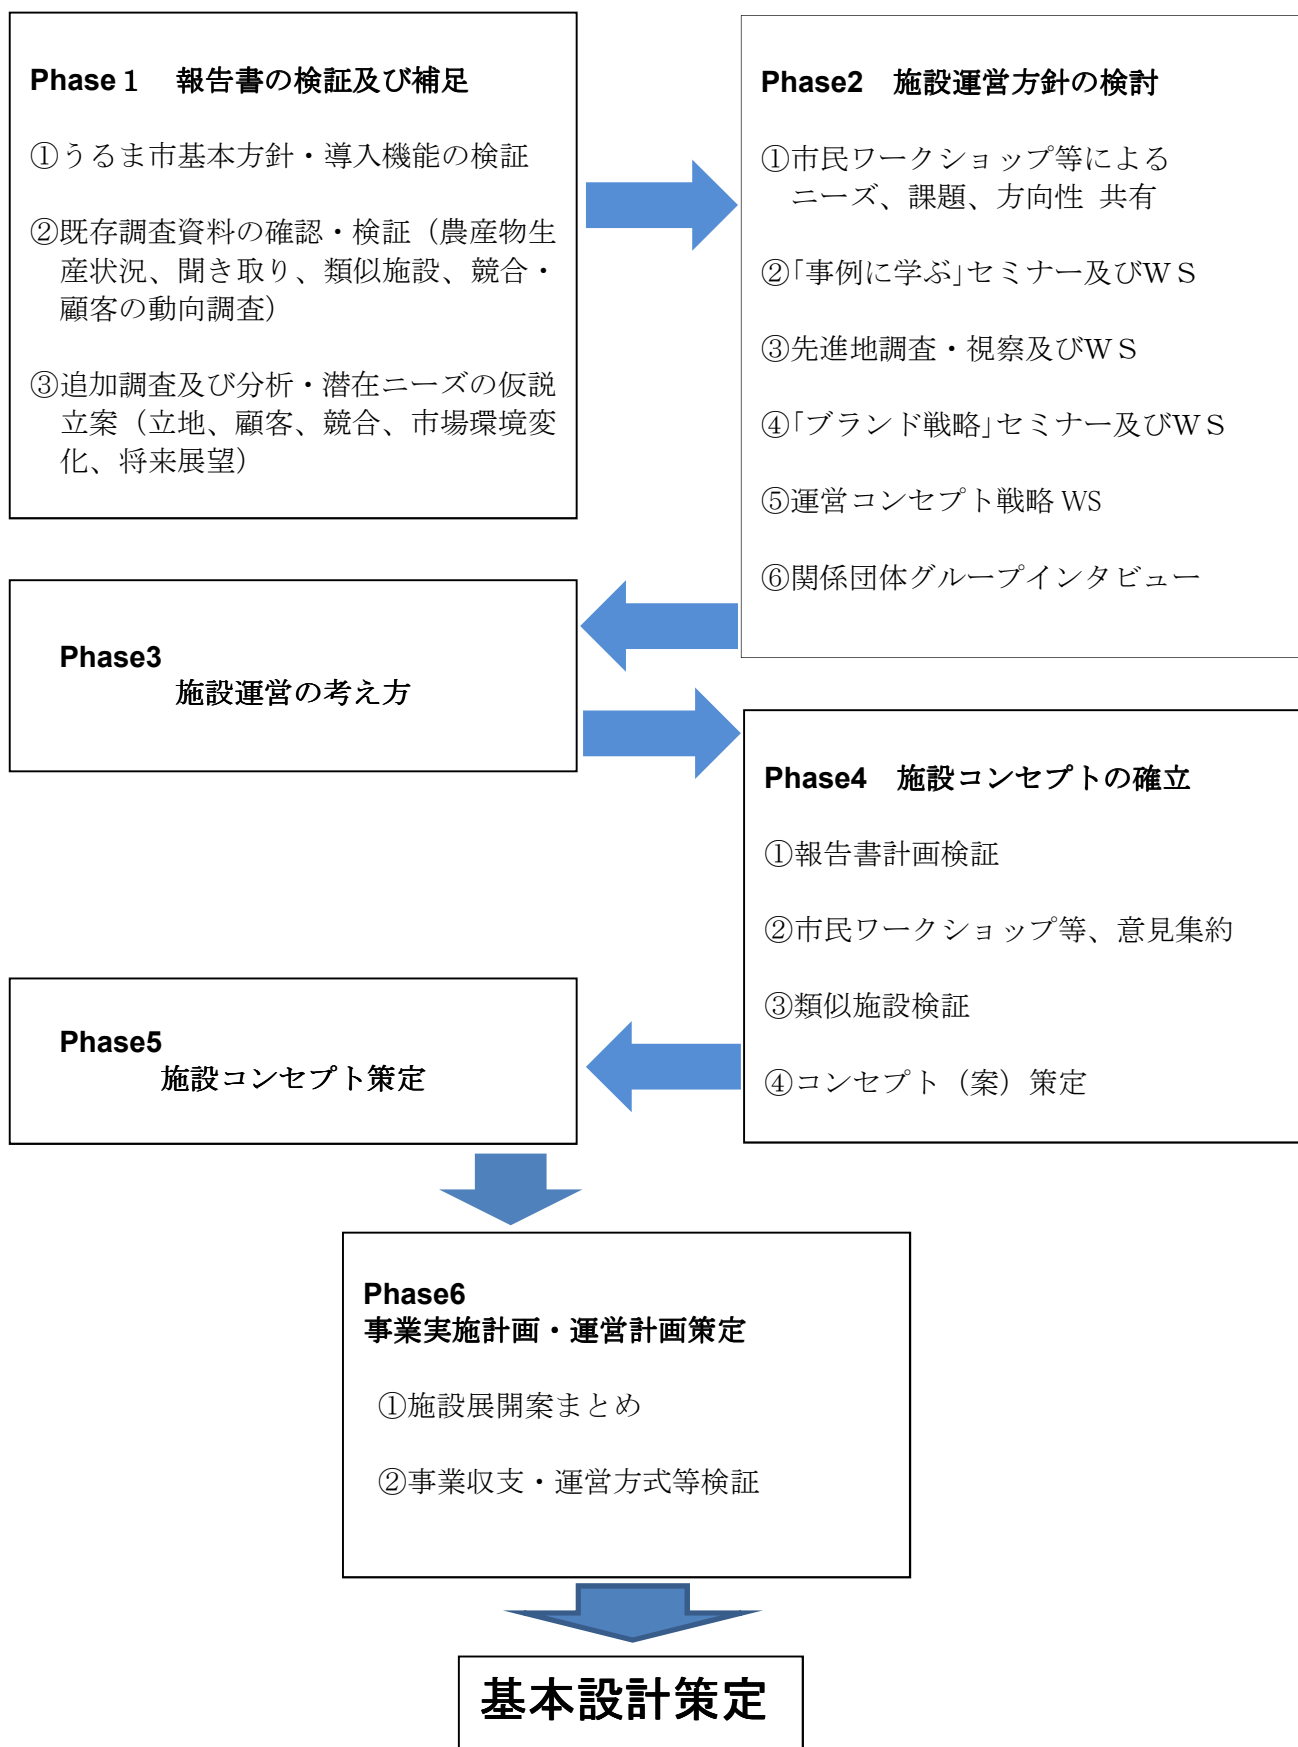 Phase１　報告書の検証及び補足
①うるま市基本方針・導入機能の検証
②既存調査資料の確認・検証（農産物生
産状況、聞き取り、類似施設、競合・
顧客の動向調査）
③追加調査及び分析・潜在ニーズの仮説
立案（立地、顧客、競合、市場環境変
化、将来展望）
Phase2　施設運営方針の検討
①市民ワークショップ等による
ニーズ、課題、方向性 共有
②「事例に学ぶ」セミナー及びＷＳ
③先進地調査・視察及びＷＳ
④「ブランド戦略」セミナー及びＷＳ
⑤運営コンセプト戦略 WS
⑥関係団体グループインタビュー
Phase3
施設運営の考え方
Phase4　施設コンセプトの確立
①報告書計画検証
②市民ワークショップ等、意見集約
③類似施設検証
④コンセプト（案）策定
Phase5
施設コンセプト策定
Phase6
事業実施計画・運営計画策定
①施設展開案まとめ
②事業収支・運営方式等検証
基本設計策定